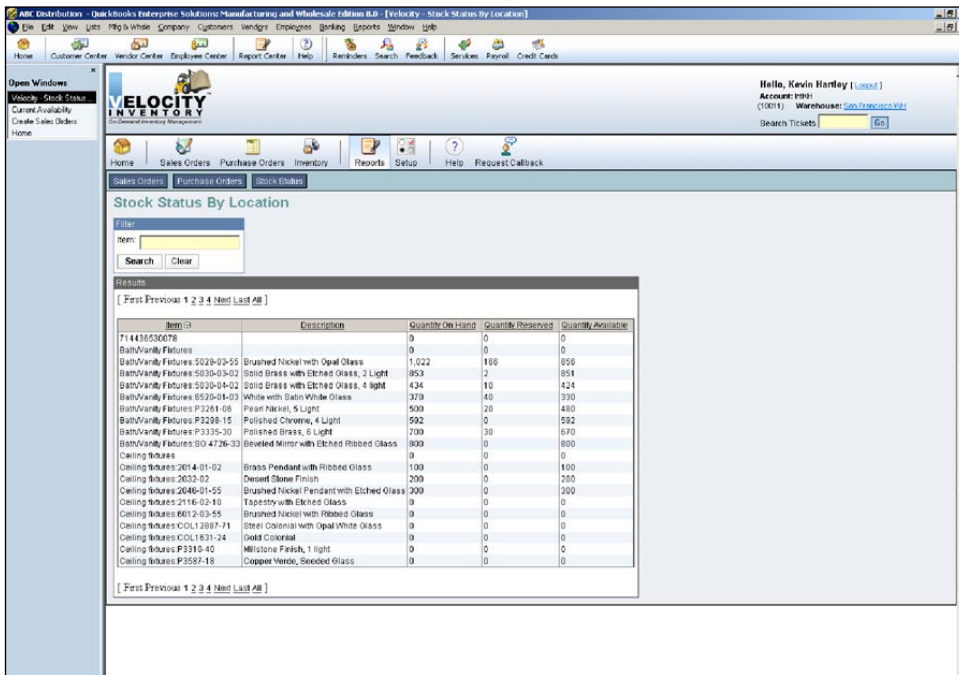 ABC Distribution - QuickBooks Enterprise Solutions: Manufacturing and Wholesale Edition 8.0 - [Velocity - Stock Status By Location]
File Edit View Lists Mfg & Whsle Company Customers Vendors Employees Banking Reports Window Help
Home Customer Center Vendor Center Employee Center Report Center Help Reminders Search Feedback Services Payroll Credit Cards
Open Windows
Velocity - Stock Status ...
Current Availability
Create Sales Orders
Home
VELOCITY
INVENTORY
On-Demand Inventory Management
Hello, Kevin Hartley [ Logout ]
Account:
(10011) Warehouse: San Francisco WH
Search Tickets Go
Home Sales Orders Purchase Orders Inventory Reports Setup Help Request Callback
Sales Orders Purchase Orders Stock Status
Stock Status By Location
Filter
Item:
Search Clear
Results
[ First Previous 1 2 3 4 Next Last All ]
Item Description Quantity On Hand Quantity Reserved Quantity Available
714436530078 0 0 0
Bath/Vanity Fixtures 0 0 0
Bath/Vanity Fixtures:5029-03-55 Brushed Nickel with Opal Glass 1,022 166 856
Bath/Vanity Fixtures:5030-03-02 Solid Brass with Etched Glass, 2 Light 853 2 851
Bath/Vanity Fixtures:5030-04-02 Solid Brass with Etched Glass, 4 light 434 10 424
Bath/Vanity Fixtures:6520-01-03 White with Satin White Glass 370 40 330
Bath/Vanity Fixtures:P3261-06 Pearl Nickel, 5 Light 500 20 480
Bath/Vanity Fixtures:P3298-15 Polished Chrome, 4 Light 592 0 592
Bath/Vanity Fixtures:P3335-30 Polished Brass, 6 Light 700 30 670
Bath/Vanity Fixtures:SG 4726-33 Beveled Mirror with Etched Ribbed Glass 800 0 800
Ceiling fixtures 0 0 0
Ceiling fixtures:2014-01-02 Brass Pendant with Ribbed Glass 100 0 100
Ceiling fixtures:2032-02 Desert Stone Finish 200 0 200
Ceiling fixtures:2046-01-55 Brushed Nickel Pendant with Etched Glass 300 0 300
Ceiling fixtures:2116-02-10 Tapestry with Etched Glass 0 0 0
Ceiling fixtures:6012-03-55 Brushed Nickel with Ribbed Glass 0 0 0
Ceiling fixtures:COL12887-71 Steel Colonial with Opal White Glass 0 0 0
Ceiling fixtures:COL1631-24 Gold Colonial 0 0 0
Ceiling fixtures:P3310-40 Millstone Finish, 1 light 0 0 0
Ceiling fixtures:P3587-18 Copper Verde, Seeded Glass 0 0 0
[ First Previous 1 2 3 4 Next Last All ]